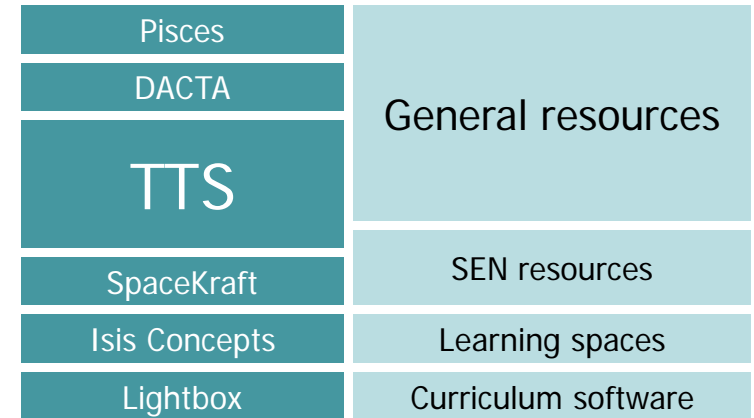 Pisces
DACTA
General resources
TTS
SpaceKraft
SEN resources
Isis Concepts
Learning spaces
Lightbox
Curriculum software